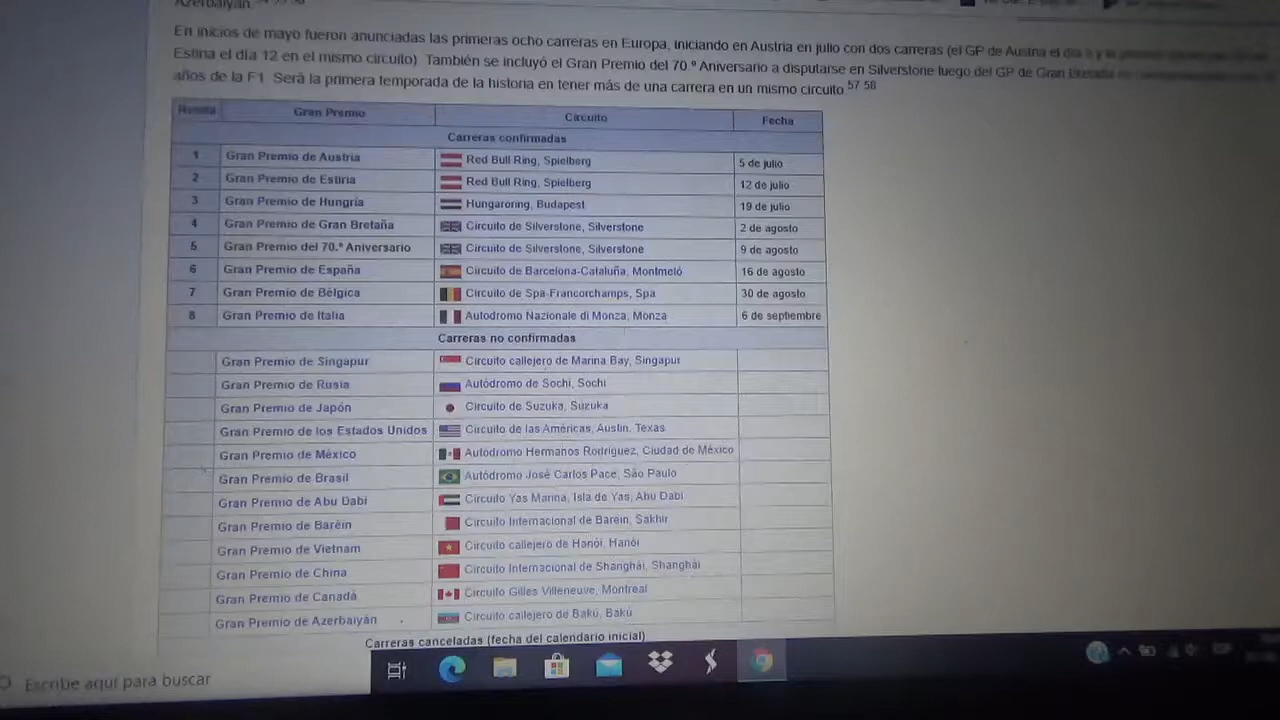 Azerbaiyán.
En inicios de mayo fueron anunciadas las primeras ocho carreras en Europa, iniciando en Austria en julio con dos carreras (el GP de Austria el día 5 y
Estiria el día 12 en el mismo circuito) También se incluyó el Gran Premio del 70 º Aniversario a disputarse en Silverstone luego del GP de Gran Bretaña
años de la F1 Será la primera temporada de la historia en tener más de una carrera en un mismo circuito 57 58
Ronda Gran Premio Circuito Fecha
Carreras confirmadas
1 Gran Premio de Austria Red Bull Ring, Spielberg 5 de julio
2 Gran Premio de Estiria Red Bull Ring, Spielberg 12 de julio
3 Gran Premio de Hungría Hungaroring, Budapest 19 de julio
4 Gran Premio de Gran Bretaña Circuito de Silverstone, Silverstone 2 de agosto
5 Gran Premio del 70.º Aniversario Circuito de Silverstone, Silverstone 9 de agosto
6 Gran Premio de España Circuito de Barcelona-Cataluña, Montmeló 16 de agosto
7 Gran Premio de Bélgica Circuito de Spa-Francorchamps, Spa 30 de agosto
8 Gran Premio de Italia Autodromo Nazionale di Monza, Monza 6 de septiembre
Carreras no confirmadas
Gran Premio de Singapur Circuito callejero de Marina Bay, Singapur
Gran Premio de Rusia Autódromo de Sochi, Sochi
Gran Premio de Japón Circuito de Suzuka, Suzuka
Gran Premio de los Estados Unidos Circuito de las Américas, Austin, Texas
Gran Premio de México Autódromo Hermanos Rodríguez, Ciudad de México
Gran Premio de Brasil Autódromo José Carlos Pace, São Paulo
Gran Premio de Abu Dabi Circuito Yas Marina, Isla de Yas, Abu Dabi
Gran Premio de Baréin Circuito Internacional de Baréin, Sakhir
Gran Premio de Vietnam Circuito callejero de Hanói, Hanói
Gran Premio de China Circuito Internacional de Shanghái, Shanghái
Gran Premio de Canadá Circuito Gilles Villeneuve, Montreal
Gran Premio de Azerbaiyán Circuito callejero de Bakú, Bakú
Carreras canceladas (fecha del calendario inicial)
Escribe aquí para buscar